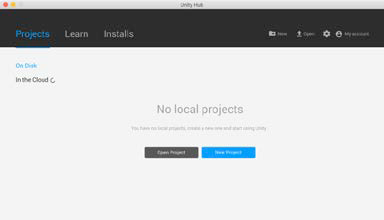 Unity Hub
Projects Learn Installs New Open My account
On Disk
In the Cloud
No local projects
You have no local projects, create a new one and start using Unity
Open Project New Project